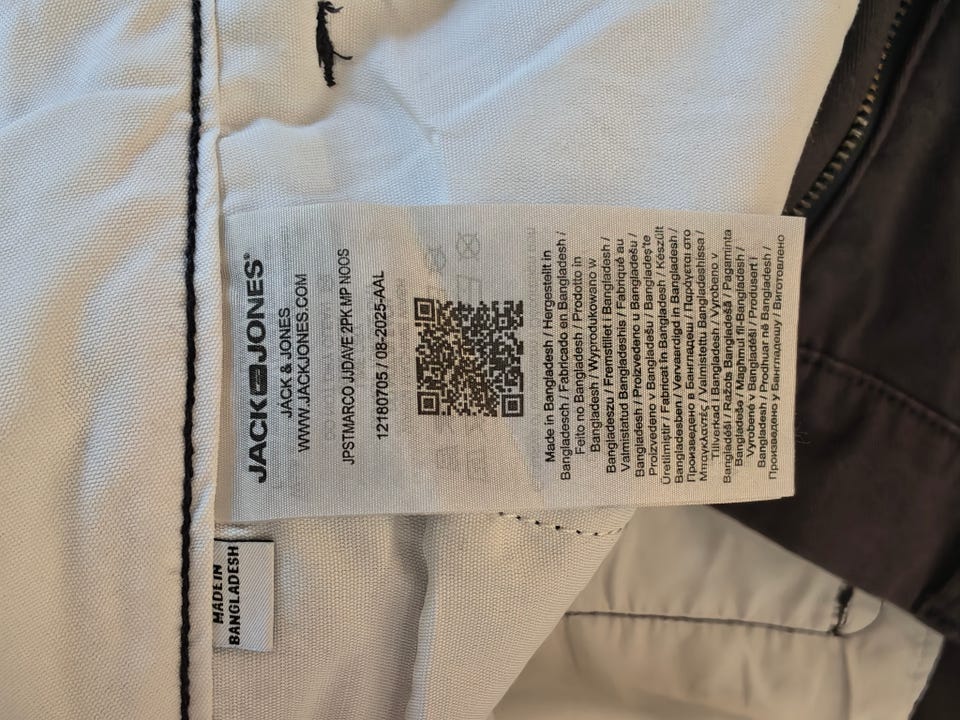 JACK & JONES®
JACK & JONES
WWW.JACKJONES.COM
JPSTMARCO JJDAVE 2PK MP NOOS
12180705 / 08-2025-AAL
Made in Bangladesh / Hergestellt in
Bangladesch / Fabricado en Bangladesh /
Feito no Bangladesh / Prodotto in
Bangladesh / Wyprodukowano w
Bangladeszu / Fremstillet i Bangladesh /
Valmistatud Bangladeshis / Fabriqué au
Bangladesh / Proizvedeno u Bangladešu /
Proizvedeno v Bangladešu / Bangladeş'te
Üretilmiştir / Fabricat în Bangladesh / Készült
Bangladesben / Vervaardigd in Bangladesh /
Произведено в Бангладеш / Παράγεται στο
Μπαγκλαντές / Valmistettu Bangladeshissa /
Tillverkad i Bangladesh / Vyrobeno v
Bangladéši / Ražots Bangladešā / Pagaminta
Bangladeše / Magħmul fil-Bangladesh /
Vyrobené v Bangladéši / Produsert i
Bangladesh / Prodhuar në Bangladesh /
Произведено у Бангладешу / Виготовлено
MADE IN
BANGLADESH